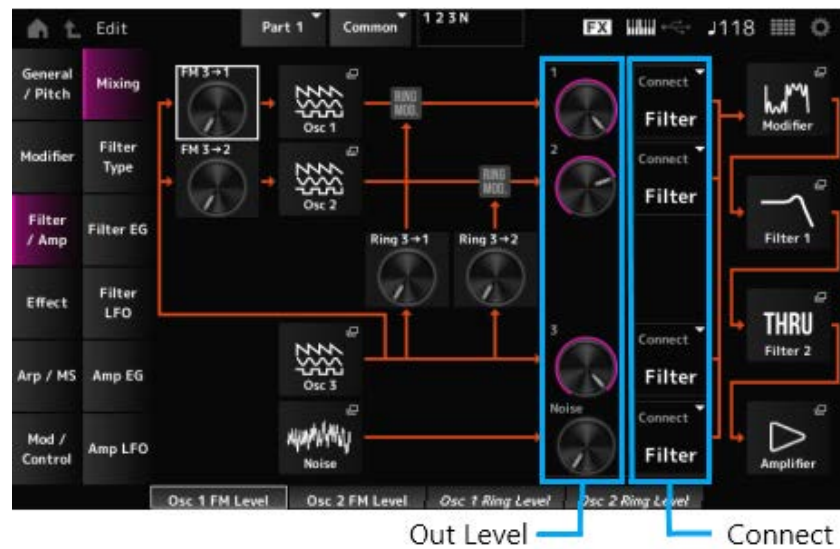 Edit
Part 1
Common
1 2 3 N
FX
♩118
General / Pitch
Modifier
Filter / Amp
Effect
Arp / MS
Mod / Control
Mixing
Filter Type
Filter EG
Filter LFO
Amp EG
Amp LFO
FM 3→1
Osc 1
RING MOD.
FM 3→2
Osc 2
RING MOD.
Ring 3→1
Ring 3→2
Osc 3
Noise
1
2
3
Noise
Connect
Filter
Connect
Filter
Connect
Filter
Connect
Filter
Modifier
Filter 1
THRU
Filter 2
Amplifier
Osc 1 FM Level
Osc 2 FM Level
Osc 1 Ring Level
Osc 2 Ring Level
Out Level
Connect